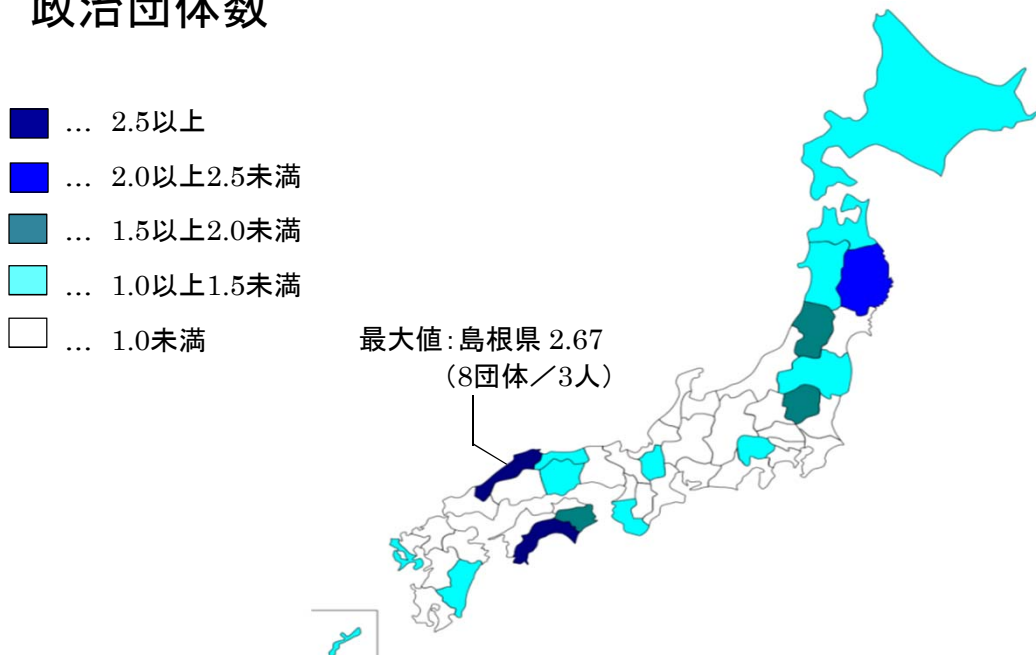 政治団体数
… 2.5以上
… 2.0以上2.5未満
… 1.5以上2.0未満
… 1.0以上1.5未満
… 1.0未満
最大値:島根県 2.67
(8団体/3人)